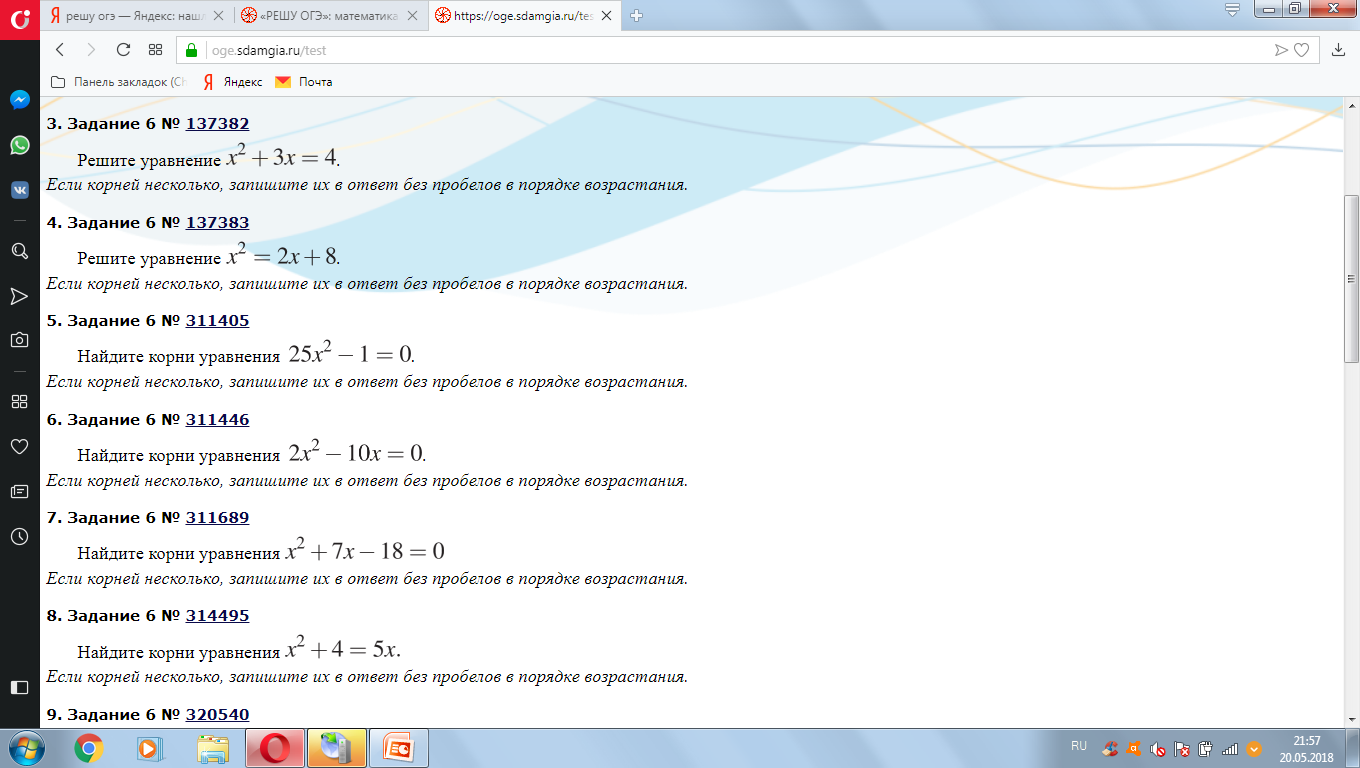 решу огэ — Яндекс: наш
«РЕШУ ОГЭ»: математика
https://oge.sdamgia.ru/tes
oge.sdamgia.ru/test
Панель закладок (Ch
Яндекс
Почта
3. Задание 6 № 137382
Решите уравнение x² + 3x = 4.
Если корней несколько, запишите их в ответ без пробелов в порядке возрастания.
4. Задание 6 № 137383
Решите уравнение x² = 2x + 8.
Если корней несколько, запишите их в ответ без пробелов в порядке возрастания.
5. Задание 6 № 311405
Найдите корни уравнения 25x² − 1 = 0.
Если корней несколько, запишите их в ответ без пробелов в порядке возрастания.
6. Задание 6 № 311446
Найдите корни уравнения 2x² − 10x = 0.
Если корней несколько, запишите их в ответ без пробелов в порядке возрастания.
7. Задание 6 № 311689
Найдите корни уравнения x² + 7x − 18 = 0
Если корней несколько, запишите их в ответ без пробелов в порядке возрастания.
8. Задание 6 № 314495
Найдите корни уравнения x² + 4 = 5x.
Если корней несколько, запишите их в ответ без пробелов в порядке возрастания.
9. Задание 6 № 320540
RU
21:57
20.05.2018